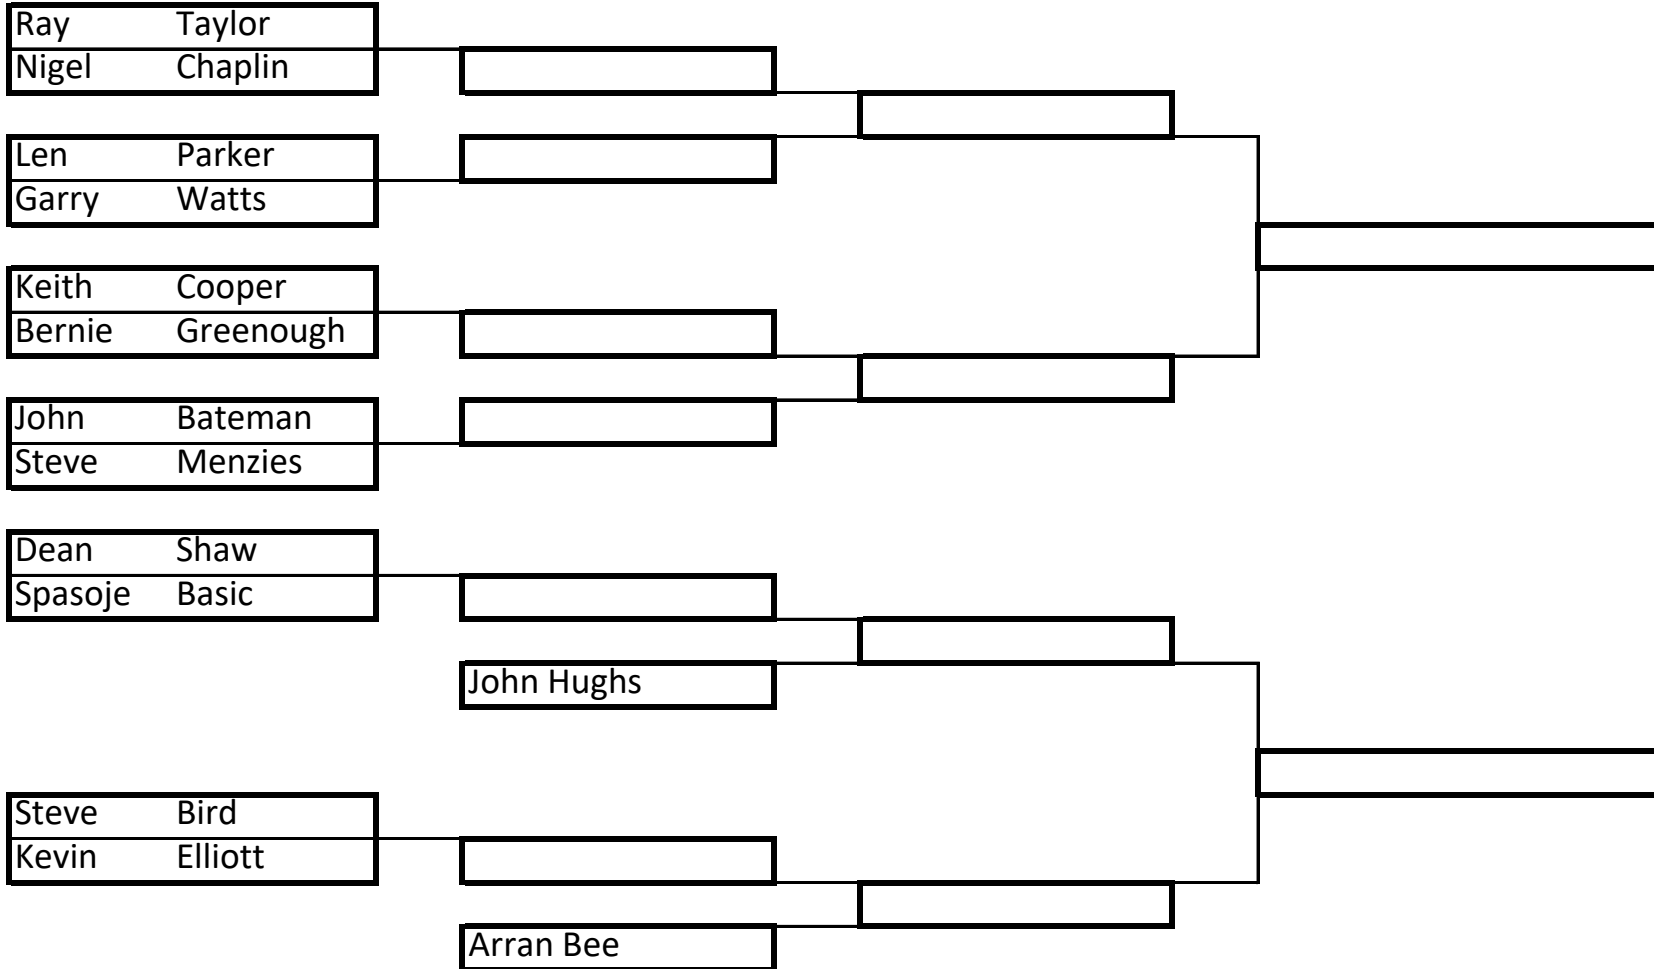 Ray Taylor
Nigel Chaplin
Len Parker
Garry Watts
Keith Cooper
Bernie Greenough
John Bateman
Steve Menzies
Dean Shaw
Spasoje Basic
John Hughs
Steve Bird
Kevin Elliott
Arran Bee